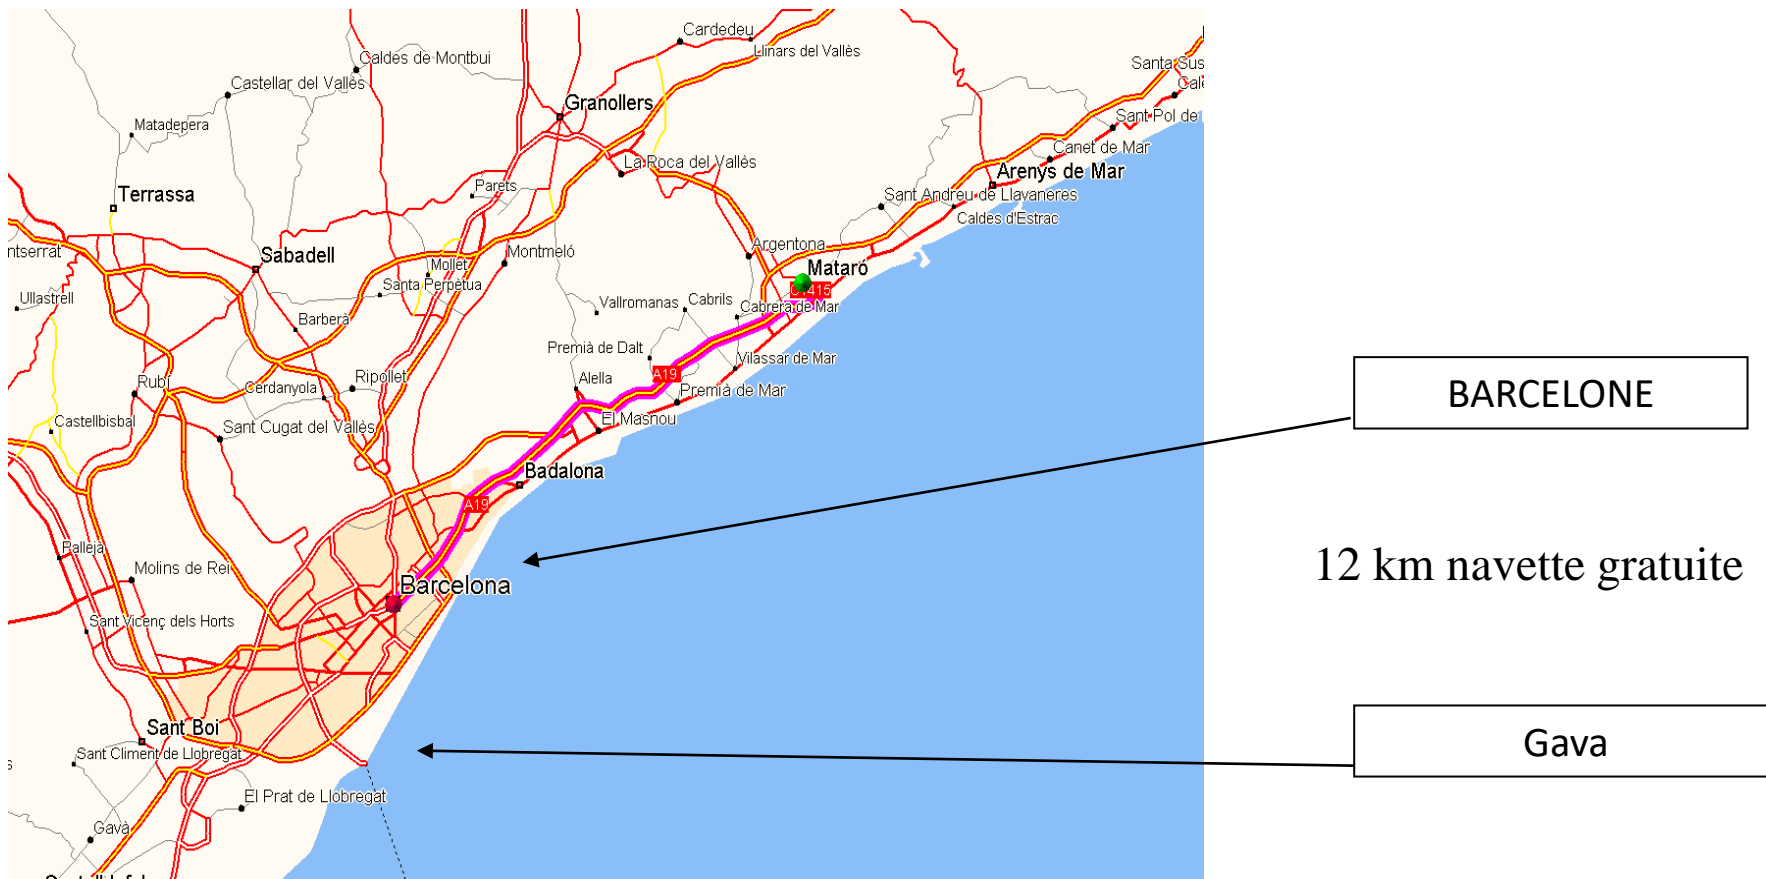 Cardedeu
Llinars del Vallès
Caldes de Montbui
Santa Sus
Castellar del Vallès
Cale
Granollers
Sant Pol de
Matadepera
Canet de Mar
La Roca del Vallès
Arenys de Mar
Parets
Terrassa
Sant Andreu de Llavaneres
Caldes d'Estrac
Argentona
ntserrat
Sabadell
Montmeló
Mollet
Mataró
Santa Perpètua
C1415
Ullastrell
Vallromanas
Cabrils
Cabrera de Mar
Barberà
Premià de Dalt
Vilassar de Mar
A19
Rubí
Cerdanyola
Ripollet
Alella
Premià de Mar
BARCELONE
Castellbisbal
Sant Cugat del Vallès
El Masnou
Badalona
A19
Pallejà
Molins de Rei
12 km navette gratuite
Barcelona
Sant Vicenç dels Horts
Sant Boi
Gava
Sant Climent de Llobregat
s
El Prat de Llobregat
Gavà